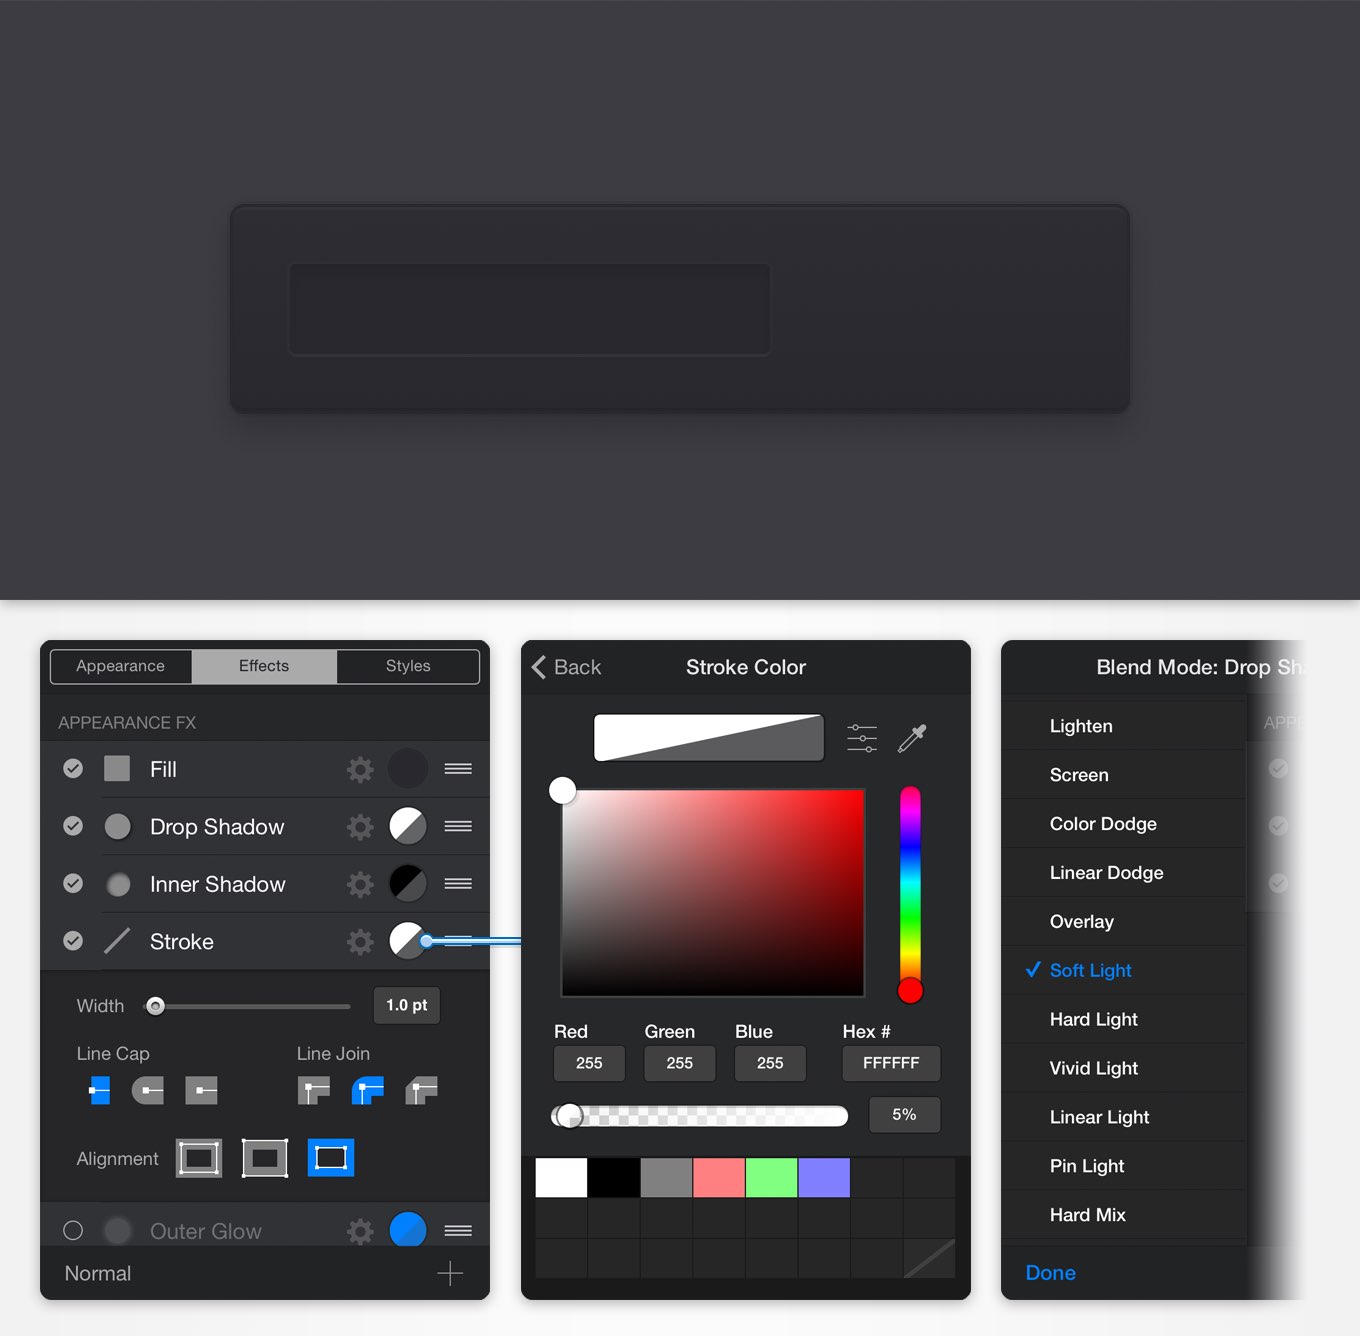 Appearance Effects Styles
APPEARANCE FX
Fill
Drop Shadow
Inner Shadow
Stroke
Width 1.0 pt
Line Cap Line Join
Alignment
Outer Glow
Normal
Back Stroke Color
Red Green Blue Hex #
255 255 255 FFFFFF
5%
Blend Mode: Drop Sha
APPE
Lighten
Screen
Color Dodge
Linear Dodge
Overlay
Soft Light
Hard Light
Vivid Light
Linear Light
Pin Light
Hard Mix
Done